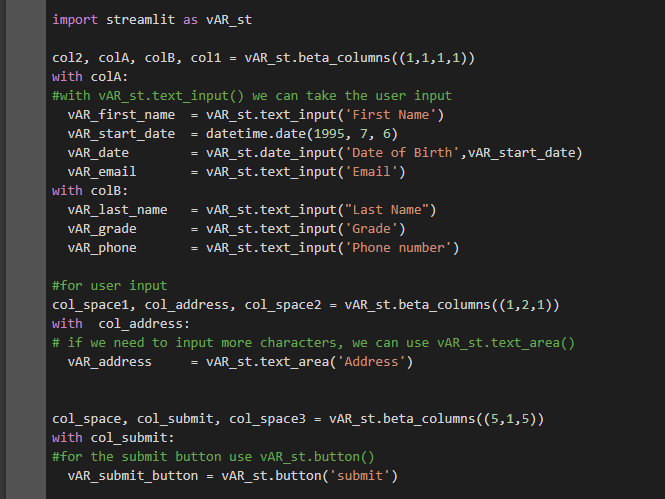 import streamlit as vAR_st
col2, colA, colB, col1 = vAR_st.beta_columns((1,1,1,1))
with colA:
#with vAR_st.text_input() we can take the user input
vAR_first_name = vAR_st.text_input('First Name')
vAR_start_date = datetime.date(1995, 7, 6)
vAR_date = vAR_st.date_input('Date of Birth',vAR_start_date)
vAR_email = vAR_st.text_input('Email')
with colB:
vAR_last_name = vAR_st.text_input("Last Name")
vAR_grade = vAR_st.text_input('Grade')
vAR_phone = vAR_st.text_input('Phone number')
#for user input
col_space1, col_address, col_space2 = vAR_st.beta_columns((1,2,1))
with col_address:
# if we need to input more characters, we can use vAR_st.text_area()
vAR_address = vAR_st.text_area('Address')
col_space, col_submit, col_space3 = vAR_st.beta_columns((5,1,5))
with col_submit:
#for the submit button use vAR_st.button()
vAR_submit_button = vAR_st.button('submit')